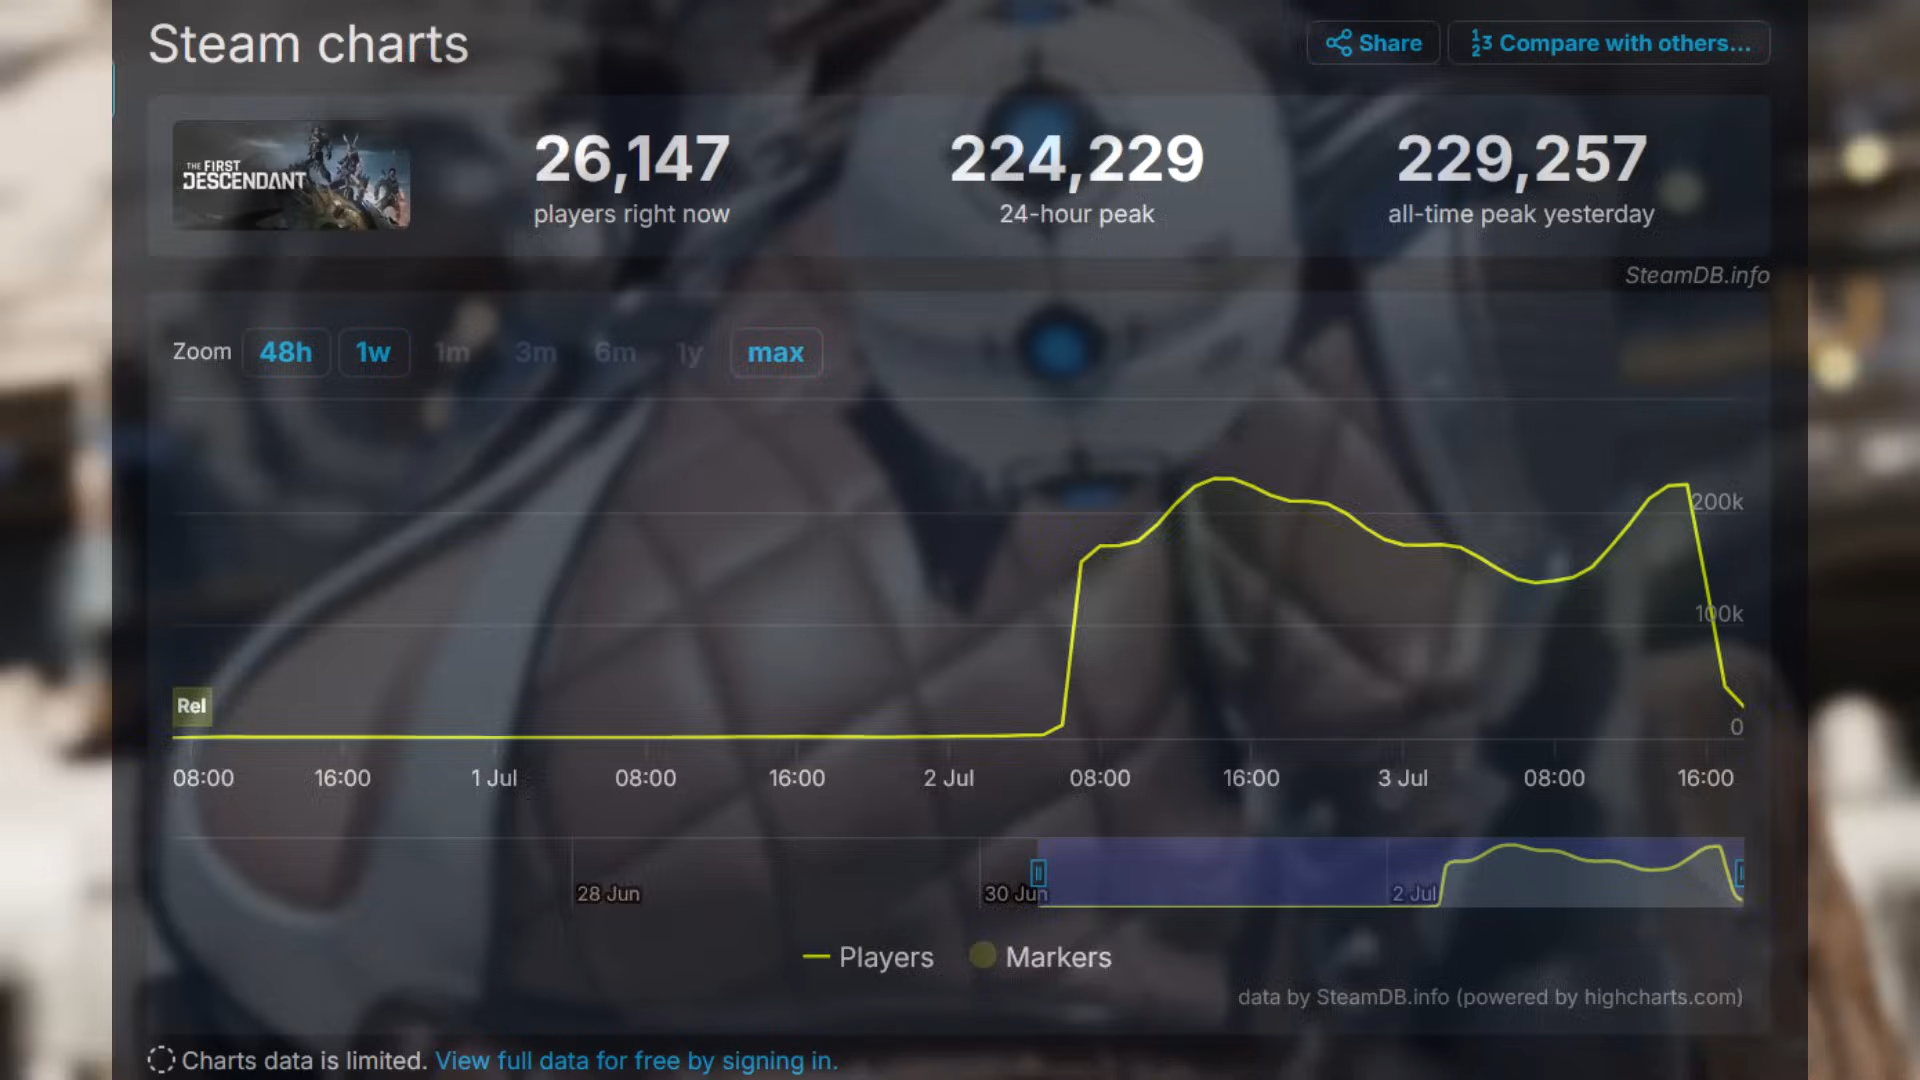 Steam charts
Share
Compare with others...
THE FIRST
DESCENDANT
26,147
players right now
224,229
24-hour peak
229,257
all-time peak yesterday
SteamDB.info
Zoom 48h 1w 1m 3m 6m 1y max
200k
100k
Rel
0
08:00 16:00 1 Jul 08:00 16:00 2 Jul 08:00 16:00 3 Jul 08:00 16:00
28 Jun 30 Jun 2 Jul
Players Markers
data by SteamDB.info (powered by highcharts.com)
Charts data is limited. View full data for free by signing in.